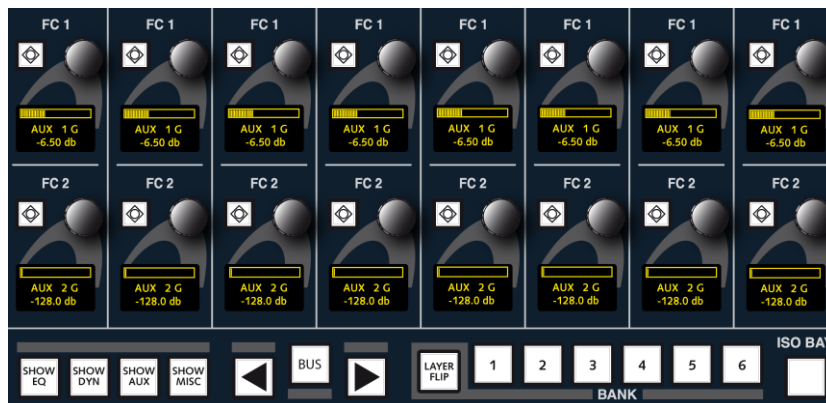 FC 1 FC 1 FC 1 FC 1 FC 1 FC 1 FC 1 FC 1
AUX 1 G AUX 1 G AUX 1 G AUX 1 G AUX 1 G AUX 1 G AUX 1 G AUX 1 G
-6.50 db -6.50 db -6.50 db -6.50 db -6.50 db -6.50 db -6.50 db -6.50 db
FC 2 FC 2 FC 2 FC 2 FC 2 FC 2 FC 2 FC 2
AUX 2 G AUX 2 G AUX 2 G AUX 2 G AUX 2 G AUX 2 G AUX 2 G AUX 2 G
-128.0 db -128.0 db -128.0 db -128.0 db -128.0 db -128.0 db -128.0 db -128.0 db
ISO BA
SHOW EQ
SHOW DYN
SHOW AUX
SHOW MISC
BUS
LAYER FLIP
1 2 3 4 5 6
BANK